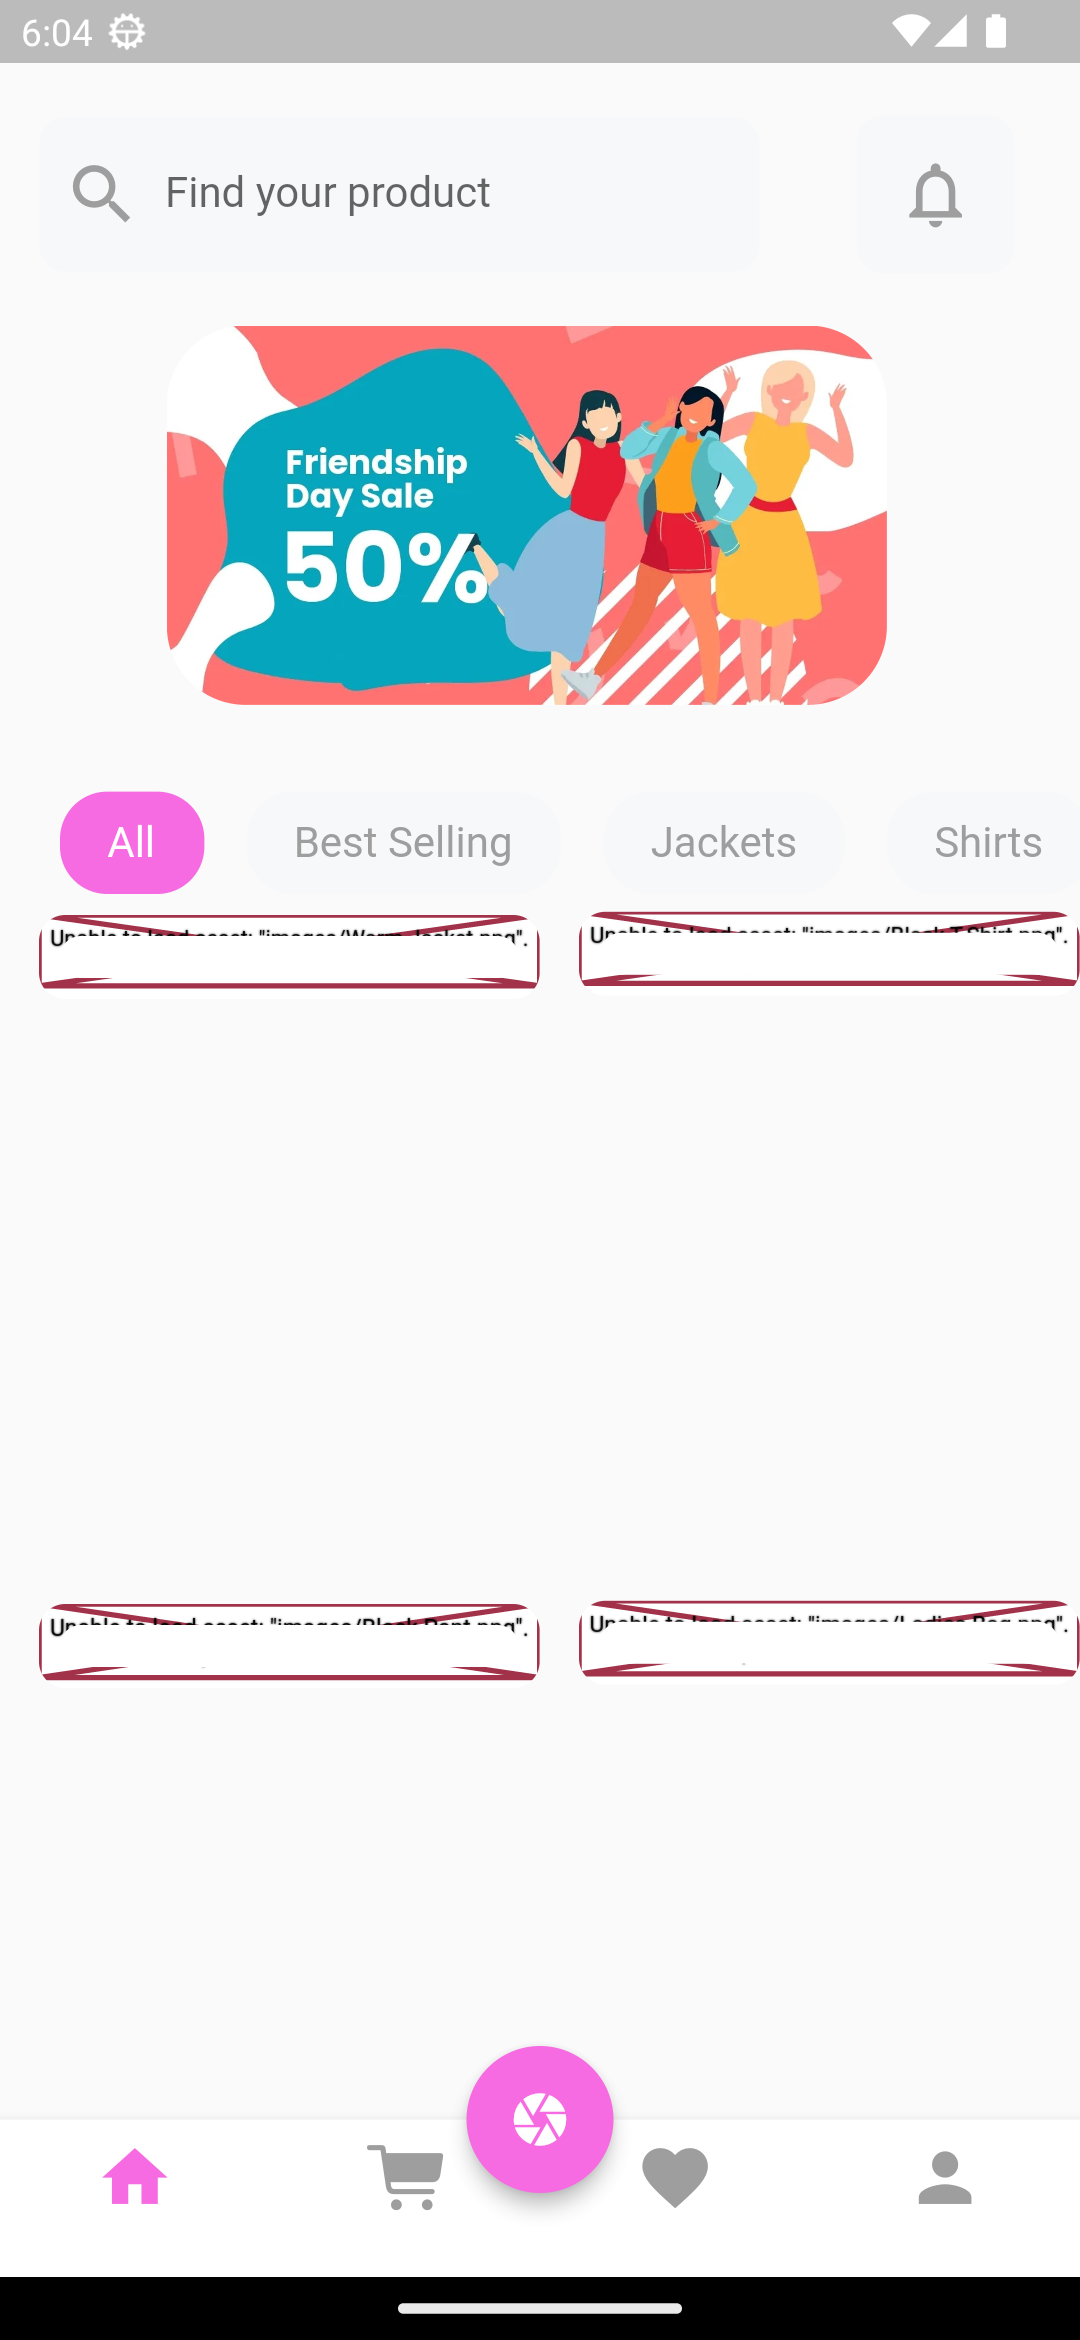 6:04
Find your product
Friendship
Day Sale
50%
All Best Selling Jackets Shirts
Unable to load asset: "images/Warm Jacket.png". Unable to load asset: "images/Black T-Shirt.png".
Unable to load asset: "images/Black Pant.png". Unable to load asset: "images/Ladies Bag.png".